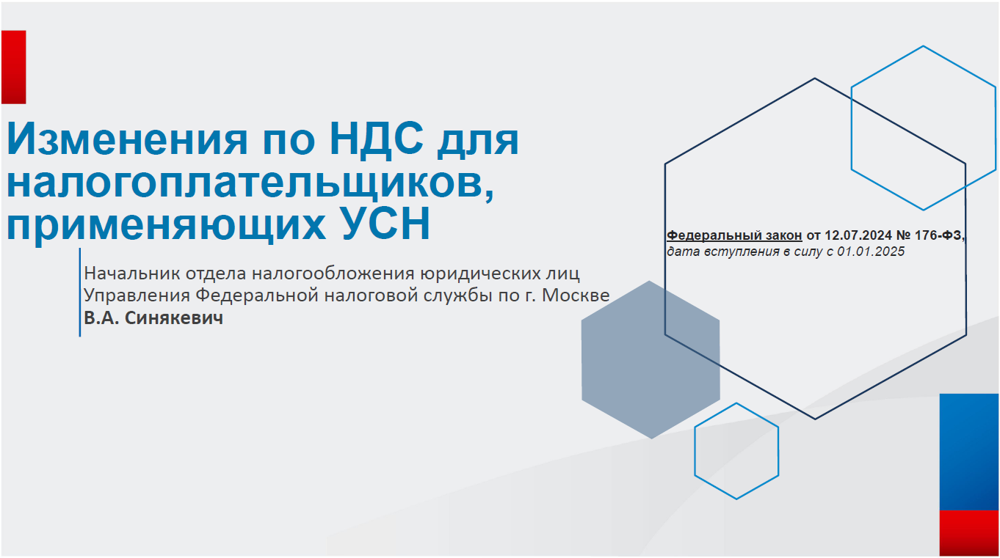 Изменения по НДС для
налогоплательщиков,
применяющих УСН
Начальник отдела налогообложения юридических лиц
Управления Федеральной налоговой службы по г. Москве
В.А. Синякевич
Федеральный закон от 12.07.2024 № 176-ФЗ,
дата вступления в силу с 01.01.2025